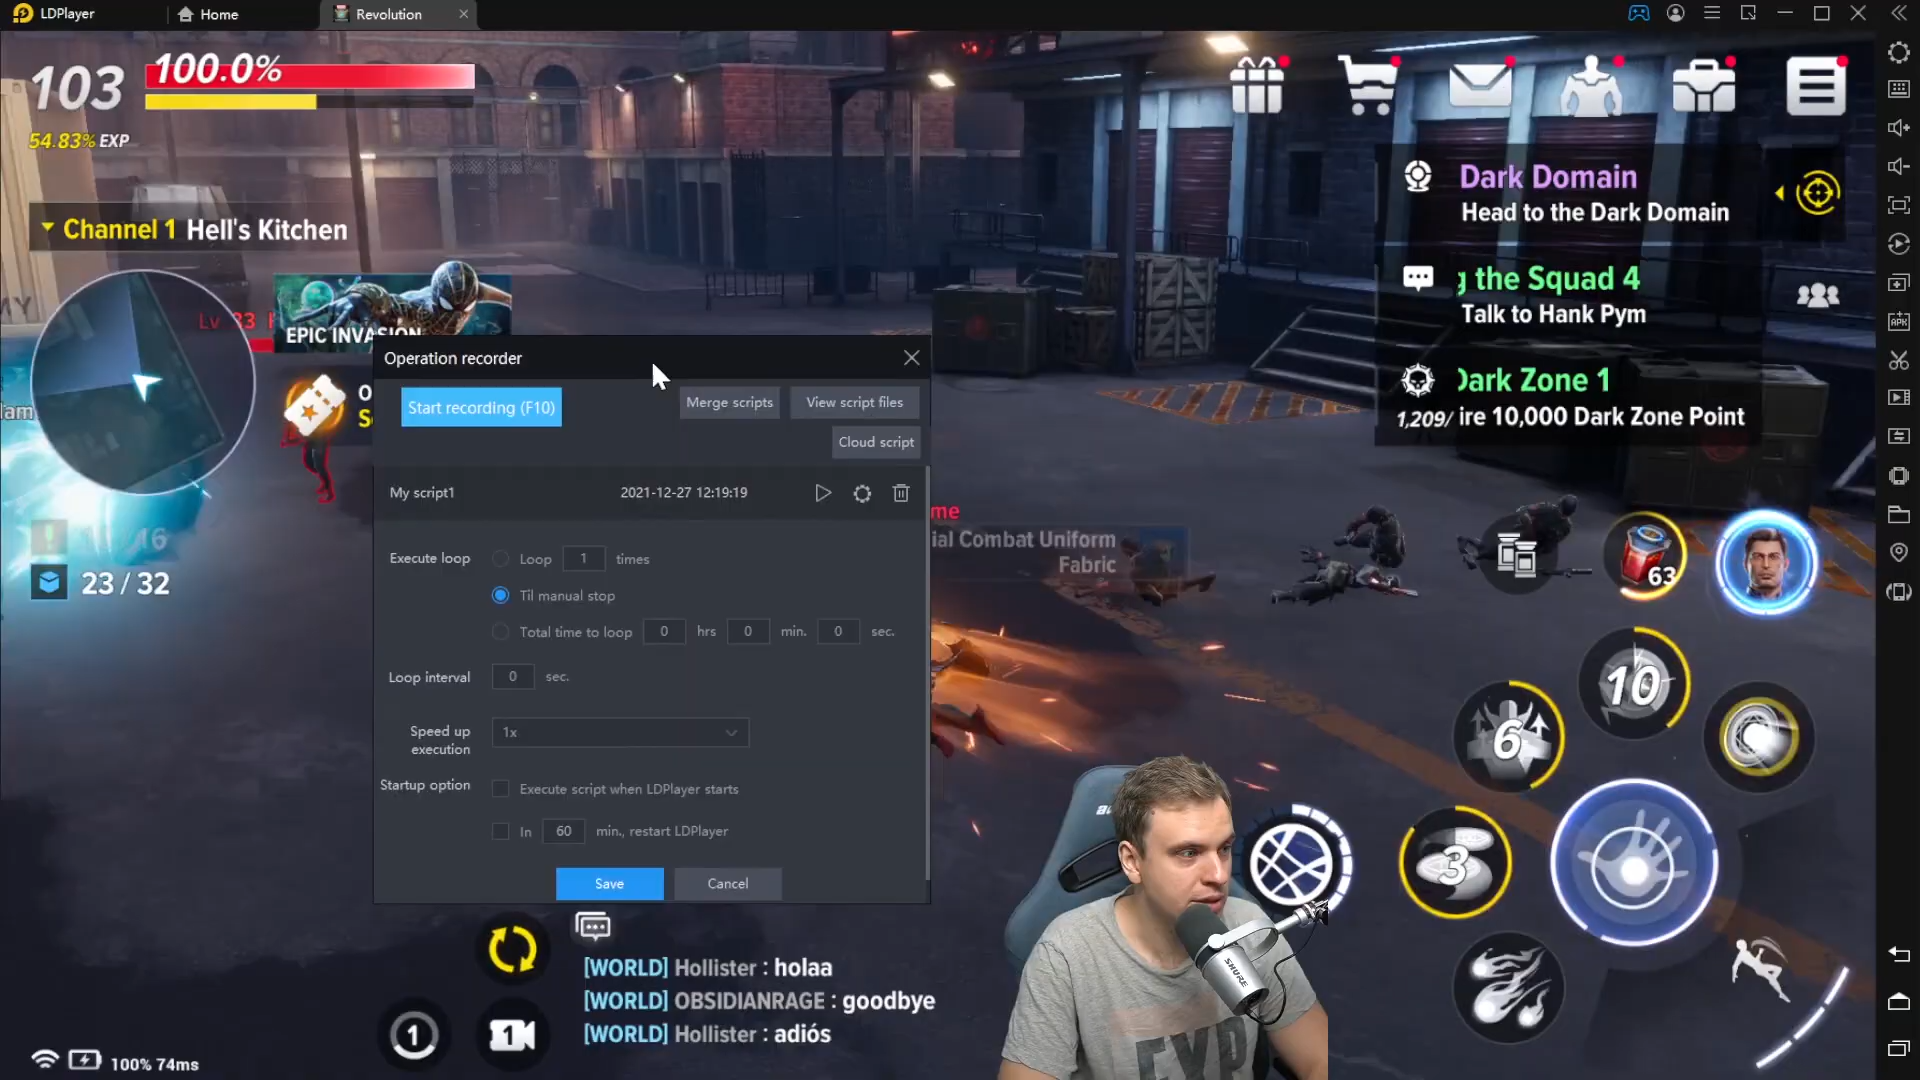 LDPlayer
Home
Revolution
103
100.0%
54.83% EXP
Channel 1 Hell's Kitchen
EPIC INVASION
23 / 32
Dark Domain
Head to the Dark Domain
g the Squad 4
Talk to Hank Pym
Dark Zone 1
1,209/ ire 10,000 Dark Zone Point
Operation recorder
Start recording (F10)
Merge scripts
View script files
Cloud script
My script1
2021-12-27 12:19:19
Execute loop
Loop 1 times
Til manual stop
Total time to loop 0 hrs 0 min. 0 sec.
Loop interval
0 sec.
Speed up execution
1x
Startup option
Execute script when LDPlayer starts
In 60 min., restart LDPlayer
Save
Cancel
ial Combat Uniform
Fabric
63
10
6
3
[WORLD] Hollister : holaa
[WORLD] OBSIDIANRAGE : goodbye
[WORLD] Hollister : adiós
1
1
100% 74ms
APK
SHURE